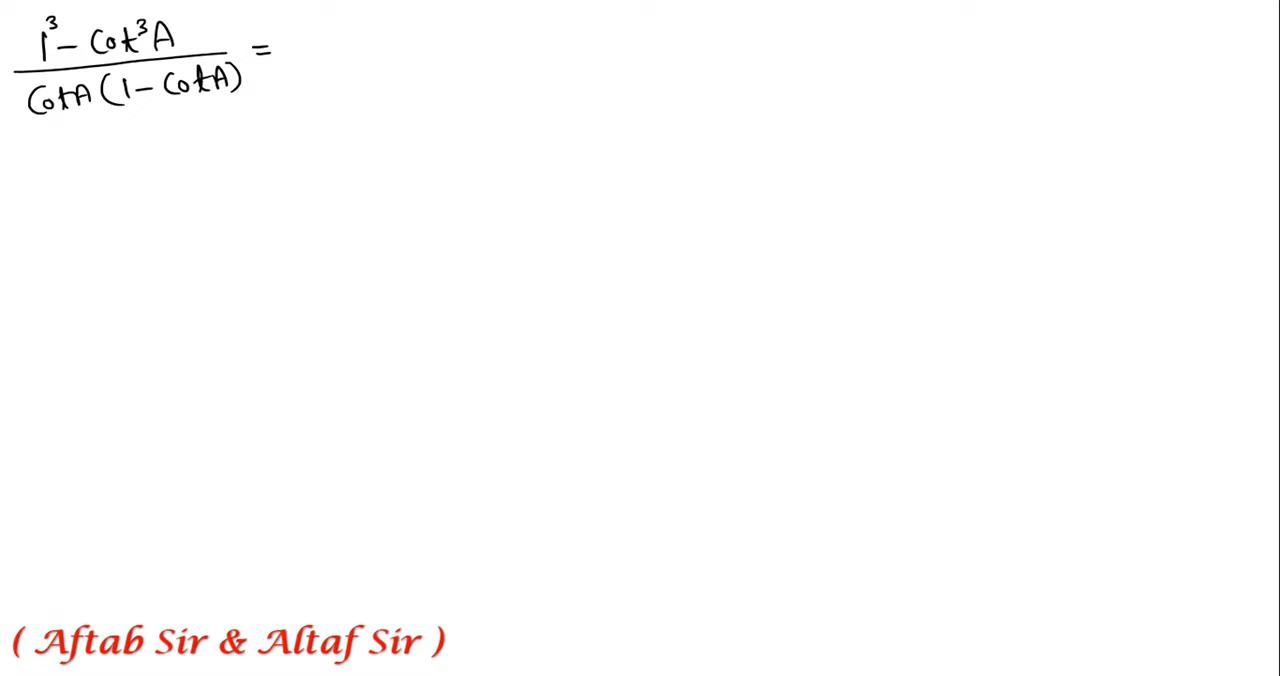 1³ - Cot³A
CotA (1 - CotA) =
( Aftab Sir & Altaf Sir )